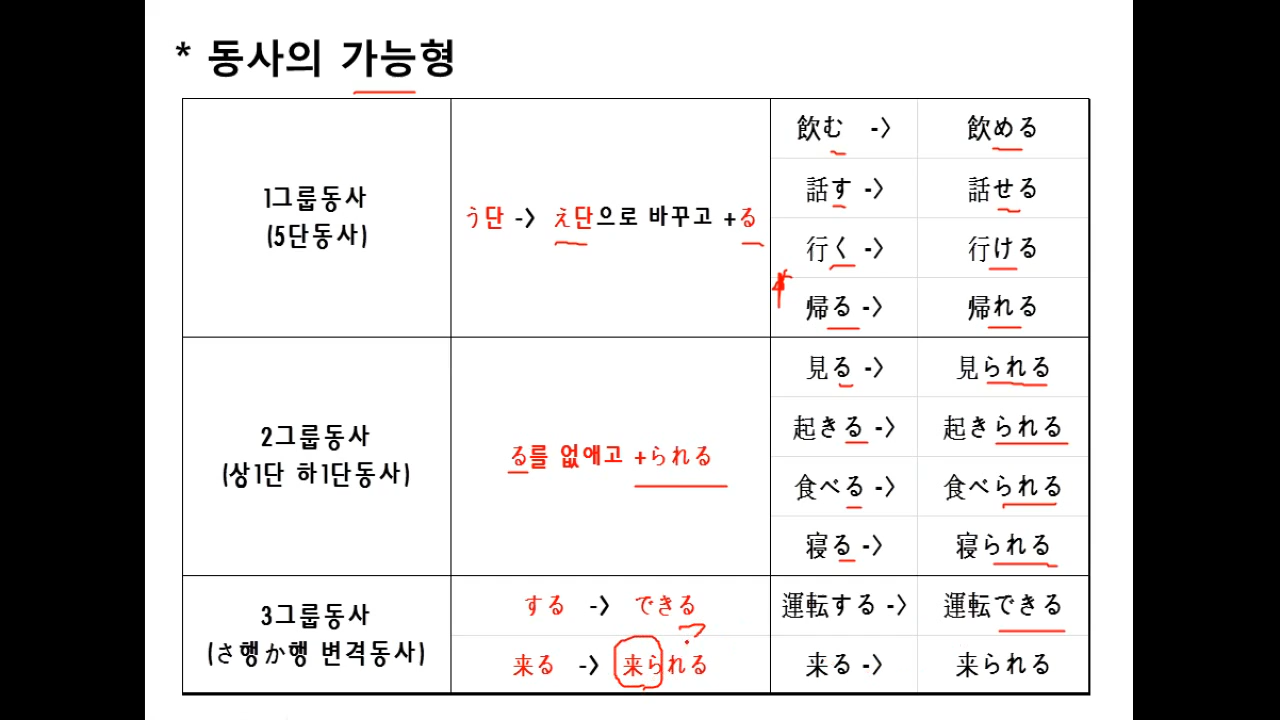 * 동사의 가능형
1그룹동사
(5단동사)
う단 -> え단으로 바꾸고 +る
飲む -> 飲める
話す -> 話せる
行く -> 行ける
帰る -> 帰れる
2그룹동사
(상1단 하1단동사)
る를 없애고 +られる
見る -> 見られる
起きる -> 起きられる
食べる -> 食べられる
寝る -> 寝られる
3그룹동사
(さ행か행 변격동사)
する -> できる
運転する -> 運転できる
来る -> 来られる
来る -> 来られる